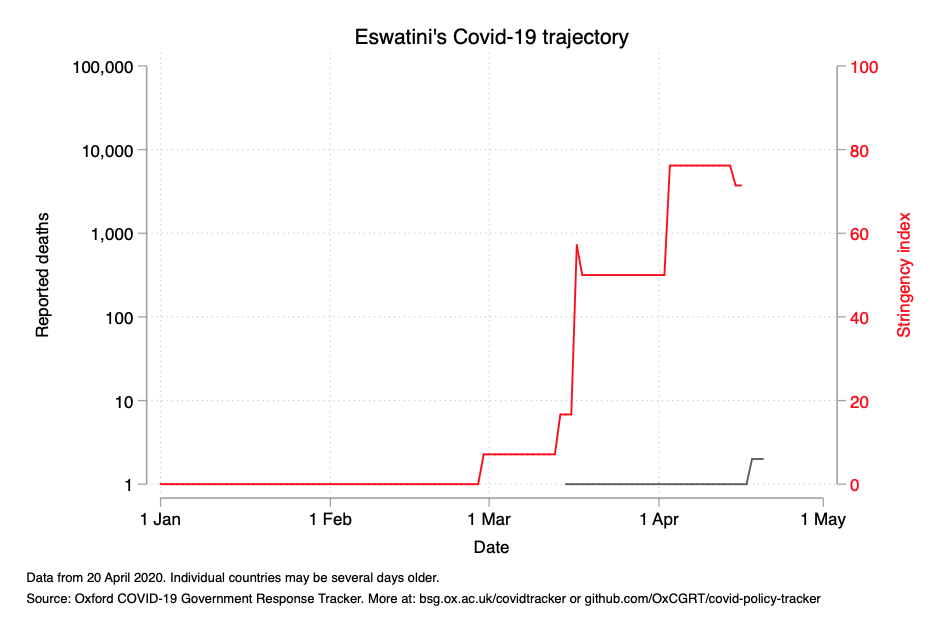 Eswatini's Covid-19 trajectory
100,000
10,000
1,000
100
10
1
Reported deaths
100
80
60
40
20
0
Stringency index
1 Jan
1 Feb
1 Mar
1 Apr
1 May
Date
Data from 20 April 2020. Individual countries may be several days older.
Source: Oxford COVID-19 Government Response Tracker. More at: bsg.ox.ac.uk/covidtracker or github.com/OxCGRT/covid-policy-tracker